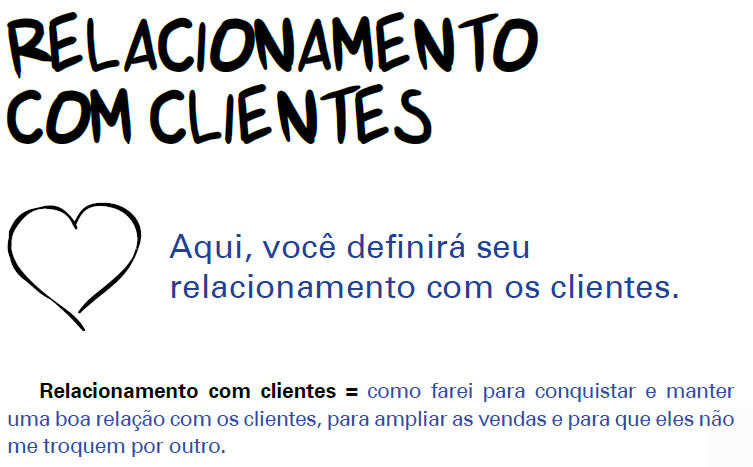 RELACIONAMENTO
COM CLIENTES
Aqui, você definirá seu
relacionamento com os clientes.
Relacionamento com clientes = como farei para conquistar e manter
uma boa relação com os clientes, para ampliar as vendas e para que eles não
me troquem por outro.